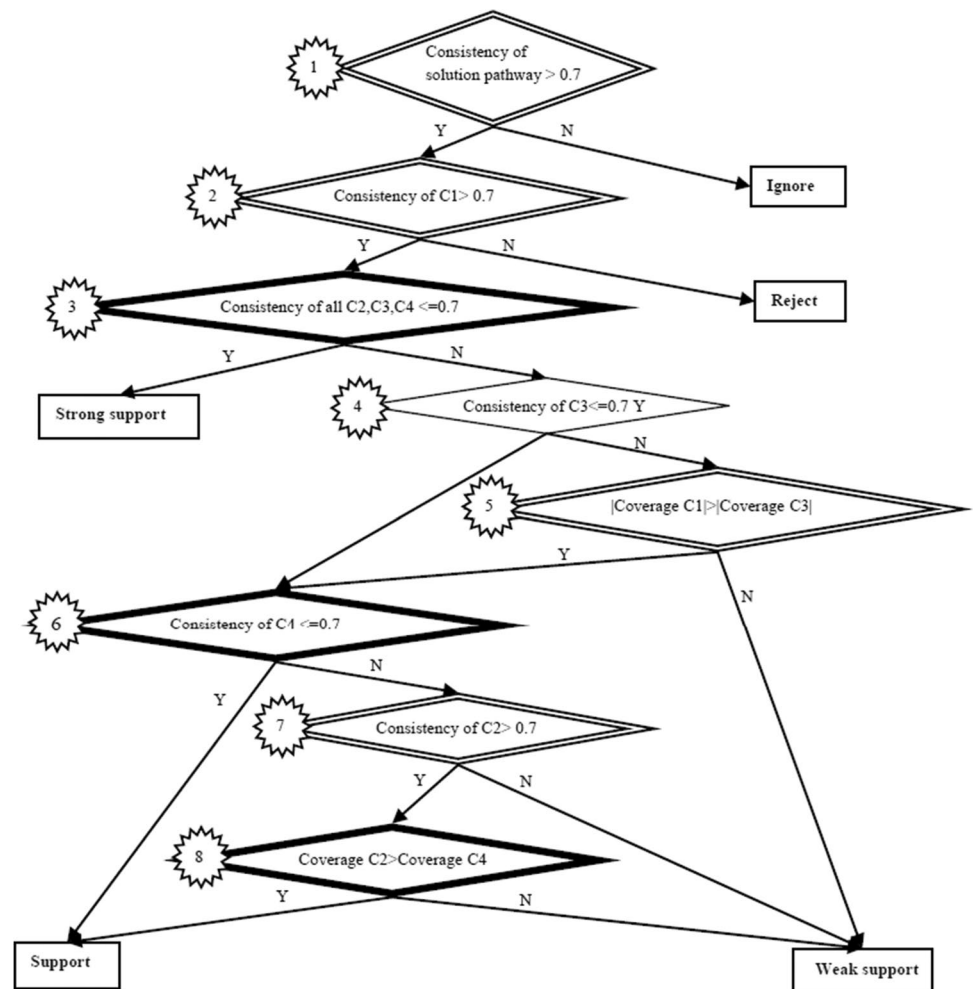 Consistency of
solution pathway > 0.7
1
Y
N
Ignore
2
Consistency of C1> 0.7
Y
N
Reject
3
Consistency of all C2,C3,C4 <=0.7
Y
N
Strong support
4
Consistency of C3<=0.7 Y
N
5
|Coverage C1|>|Coverage C3|
Y
N
6
Consistency of C4 <=0.7
Y
N
7
Consistency of C2> 0.7
Y
N
8
Coverage C2>Coverage C4
Y
N
Support
Weak support